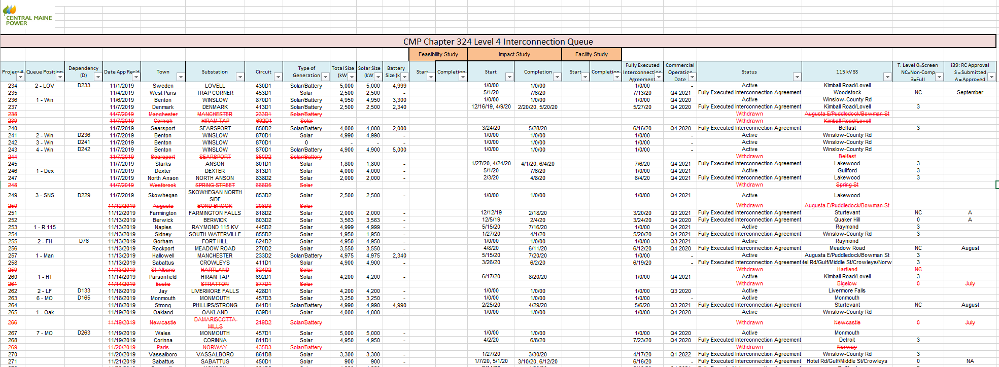 CENTRAL MAINE
POWER
CMP Chapter 324 Level 4 Interconnection Queue
Feasibility Study Impact Study Facility Study
Project # Queue Position Dependency (D) Date App Rec'd Town Substation Circuit Type of Generation Total Size (kW Solar Size (kW Battery Size (k Start Completion Start Completion Start Completion Fully Executed Interconnection Agreement Commercial Operation Date Status 115 kV SS T. Level 0=Screen NC=Non-Comp 3=Full i39: RC Approval S=Submitted A=Approved
234 2 - LOV D233 11/1/2019 Sweden LOVELL 430D1 Solar/Battery 5,000 5,000 4,999 1/0/00 1/0/00 1/0/00 - Active Kimball Road/Lovell
235 11/4/2019 West Paris TRAP CORNER 453D1 Solar 2,500 2,500 - 5/1/20 7/6/20 7/13/20 Q4 2021 Fully Executed Interconnection Agreement Woodstock NC September
236 1 - Win 11/6/2019 Benton WINSLOW 870D1 Solar/Battery 4,950 4,950 3,300 1/0/00 1/0/00 1/0/00 Q4 2020 Active Winslow-County Rd
237 11/7/2019 Denmark DENMARK 413D1 Solar/Battery 2,500 2,500 2,340 12/16/19, 4/9/20 2/20/20, 5/20/20 5/27/20 Q4 2020 Fully Executed Interconnection Agreement Kimball Road/Lovell 3
238 11/7/2019 Manchester MANCHESTER 233D1 Solar/Battery Withdrawn Augusta E/Puddledock/Bowman St
239 11/7/2019 Cornish HIRAM TAP 692D1 Solar Withdrawn Kimball Road/Lovell
240 11/7/2019 Searsport SEARSPORT 850D2 Solar/Battery 4,000 4,000 2,000 3/24/20 5/28/20 6/16/20 Q4 2020 Fully Executed Interconnection Agreement Belfast 3
241 2 - Win D236 11/7/2019 Benton WINSLOW 870D1 Solar 4,990 4,990 - 1/0/00 1/0/00 1/0/00 - Active Winslow-County Rd
242 3 - Win D241 11/7/2019 Benton WINSLOW 870D1 0 - - - 1/0/00 1/0/00 1/0/00 - Active Winslow-County Rd
243 4 - Win D242 11/7/2019 Benton WINSLOW 870D1 Solar/Battery 4,900 4,900 5,000 1/0/00 1/0/00 1/0/00 - Active Winslow-County Rd
244 11/7/2019 Searsport SEARSPORT 850D2 Solar/Battery Withdrawn Belfast
245 11/7/2019 Starks ANSON 801D1 Solar 1,800 1,800 - 1/27/20, 4/24/20 4/1/20, 6/4/20 7/6/20 Q4 2021 Fully Executed Interconnection Agreement Lakewood 3
246 1 - Dex 11/7/2019 Dexter DEXTER 813D1 Solar 4,000 4,000 - 5/1/20 7/6/20 1/0/00 Q4 2021 Active Guilford 3
247 11/7/2019 North Anson NORTH ANSON 838D2 Solar 2,000 2,000 - 2/3/20 4/8/20 6/4/20 Q4 2021 Fully Executed Interconnection Agreement Lakewood 3
248 11/7/2019 Westbrook SPRING STREET 668D5 Solar Withdrawn Spring St
249 3 - SNS D229 11/7/2019 Skowhegan SKOWHEGAN NORTH SIDE 853D2 Solar 2,500 2,500 - 1/0/00 1/0/00 1/0/00 Q4 2021 Active Lakewood
250 11/12/2019 Augusta BOND BROOK 208D3 Solar Withdrawn Augusta E/Puddledock/Bowman St
251 11/12/2019 Farmington FARMINGTON FALLS 818D2 Solar 2,000 2,000 - 12/12/19 2/18/20 3/20/20 Q3 2021 Fully Executed Interconnection Agreement Sturtevant NC A
252 11/13/2019 Berwick BERWICK 603D2 Solar 3,563 3,563 - 12/5/19 2/4/20 3/24/20 Q4 2020 Fully Executed Interconnection Agreement Quaker Hill 0 A
253 1 - R 115 11/13/2019 Naples RAYMOND 115 KV 445D2 Solar 4,999 4,999 - 5/15/20 7/16/20 1/0/00 Q4 2021 Active Raymond 3
254 11/13/2019 Sidney SOUTH WATERVILLE 855D2 Solar 1,950 1,950 - 1/27/20 4/1/20 5/20/20 Q4 2021 Fully Executed Interconnection Agreement Winslow-County Rd 3
255 2 - FH D76 11/13/2019 Gorham FORT HILL 624D2 Solar 4,950 4,950 - 1/0/00 1/0/00 1/0/00 Q3 2021 Active Raymond
256 11/13/2019 Rockport MEADOW ROAD 270D2 Solar 3,550 3,550 - 4/8/20 6/11/20 6/12/20 Q4 2020 Fully Executed Interconnection Agreement Meadow Road NC August
257 1 - Man 11/13/2019 Hallowell MANCHESTER 233D2 Solar/Battery 4,975 4,975 2,340 5/15/20 7/20/20 1/0/00 - Active Augusta E/Puddledock/Bowman St 3
258 11/13/2019 Sabattus CROWLEYS 411D1 Solar 4,900 4,900 - 3/26/20 6/2/20 6/19/20 - Fully Executed Interconnection Agreement tel Rd/Gulf/Middle St/Crowleys/Norw 3
259 11/13/2019 St Albans HARTLAND 824D2 Solar Withdrawn Hartland NC
260 1 - HT 11/14/2019 Parsonfield HIRAM TAP 692D1 Solar 4,200 4,200 - 6/17/20 8/20/20 1/0/00 Q4 2021 Active Kimball Road/Lovell 3
261 11/14/2019 Eustis STRATTON 877D1 Solar Withdrawn Bigelow 0 July
262 2 - LF D133 11/18/2019 Jay LIVERMORE FALLS 428D1 Solar 4,200 4,200 - 1/0/00 1/0/00 1/0/00 Q3 2020 Active Livermore Falls
263 6 - MO D165 11/18/2019 Monmouth MONMOUTH 457D3 Solar 3,250 3,250 - 1/0/00 1/0/00 1/0/00 - Active Monmouth
264 11/18/2019 Strong PHILLIPS/STRONG 841D1 Solar/Battery 4,990 4,990 4,990 2/25/20 4/29/20 5/6/20 Q3 2021 Fully Executed Interconnection Agreement Sturtevant NC August
265 1 - Oak 11/19/2019 Oakland OAKLAND 839D1 Solar 4,000 4,000 - 1/0/00 1/0/00 1/0/00 Q4 2021 Active Winslow-County Rd
266 11/19/2019 Newcastle DAMARISCOTTA MILLS 219D2 Solar/Battery Withdrawn Newcastle 0 July
267 7 - MO D263 11/19/2019 Wales MONMOUTH 457D1 Solar 5,000 5,000 - 1/0/00 1/0/00 1/0/00 Q4 2020 Active Monmouth
268 11/19/2019 Corinna CORINNA 811D1 Solar 4,950 4,950 - 4/2/20 6/8/20 7/23/20 Q4 2020 Fully Executed Interconnection Agreement Detroit 3
269 11/20/2019 Paris NORWAY 435D3 Solar/Battery Withdrawn Norway
270 11/20/2019 Vassalboro VASSALBORO 861D8 Solar 3,300 3,300 - 1/27/20 3/30/20 4/17/20 Q1 2022 Fully Executed Interconnection Agreement Winslow-County Rd 3
271 11/21/2019 Sabattus SABATTUS 450D1 Solar 900 900 - 1/7/20, 5/1/20 3/10/20, 6/12/20 6/16/20 - Fully Executed Interconnection Agreement Hotel Rd/Gulf/Middle St/Crowleys 0 NA